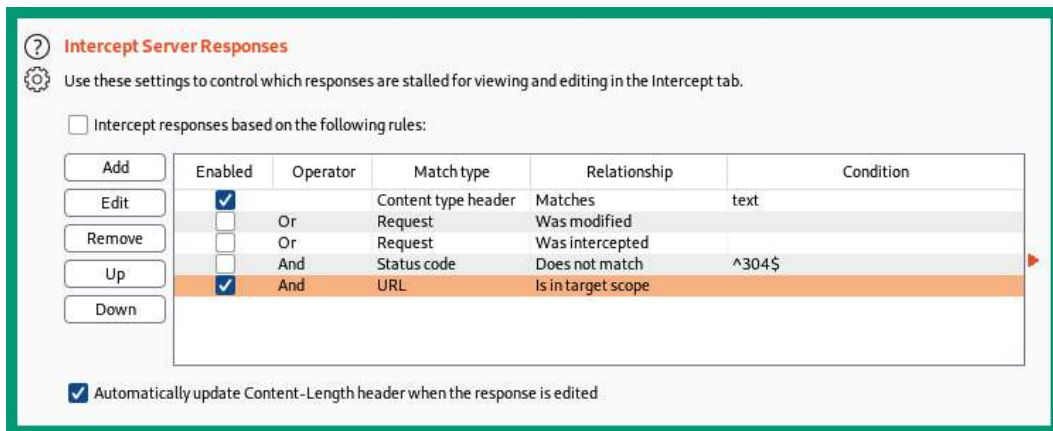 Intercept Server Responses
Use these settings to control which responses are stalled for viewing and editing in the Intercept tab.
Intercept responses based on the following rules:
Add
Edit
Remove
Up
Down
Enabled Operator Match type Relationship Condition
Content type header Matches text
Or Request Was modified
Or Request Was intercepted
And Status code Does not match ^304$
And URL Is in target scope
Automatically update Content-Length header when the response is edited